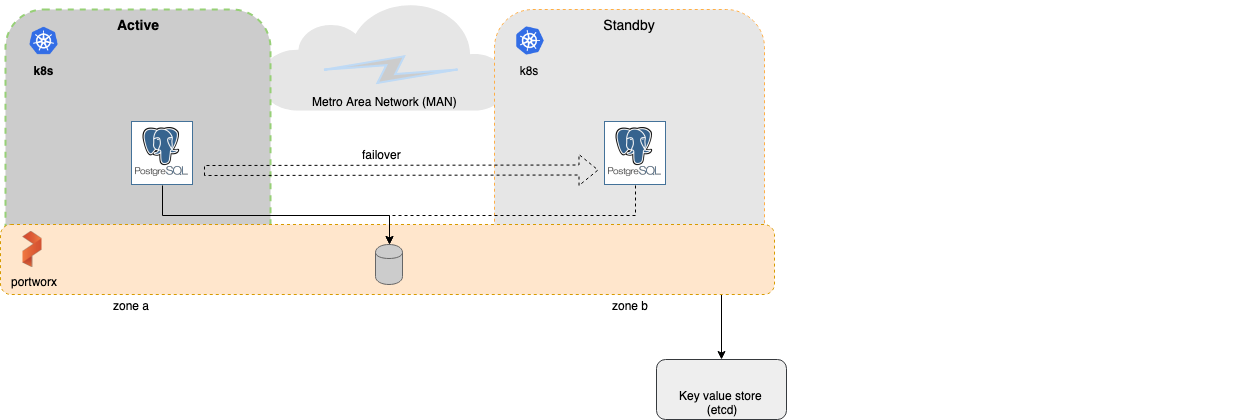 Active
Standby
k8s
k8s
Metro Area Network (MAN)
failover
PostgreSQL
PostgreSQL
portworx
zone a
zone b
Key value store
(etcd)